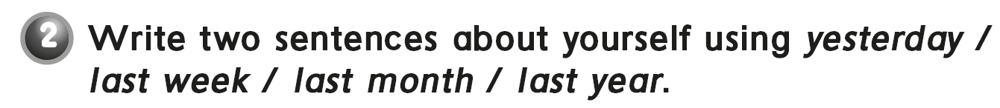 2 Write two sentences about yourself using yesterday /
last week / last month / last year.